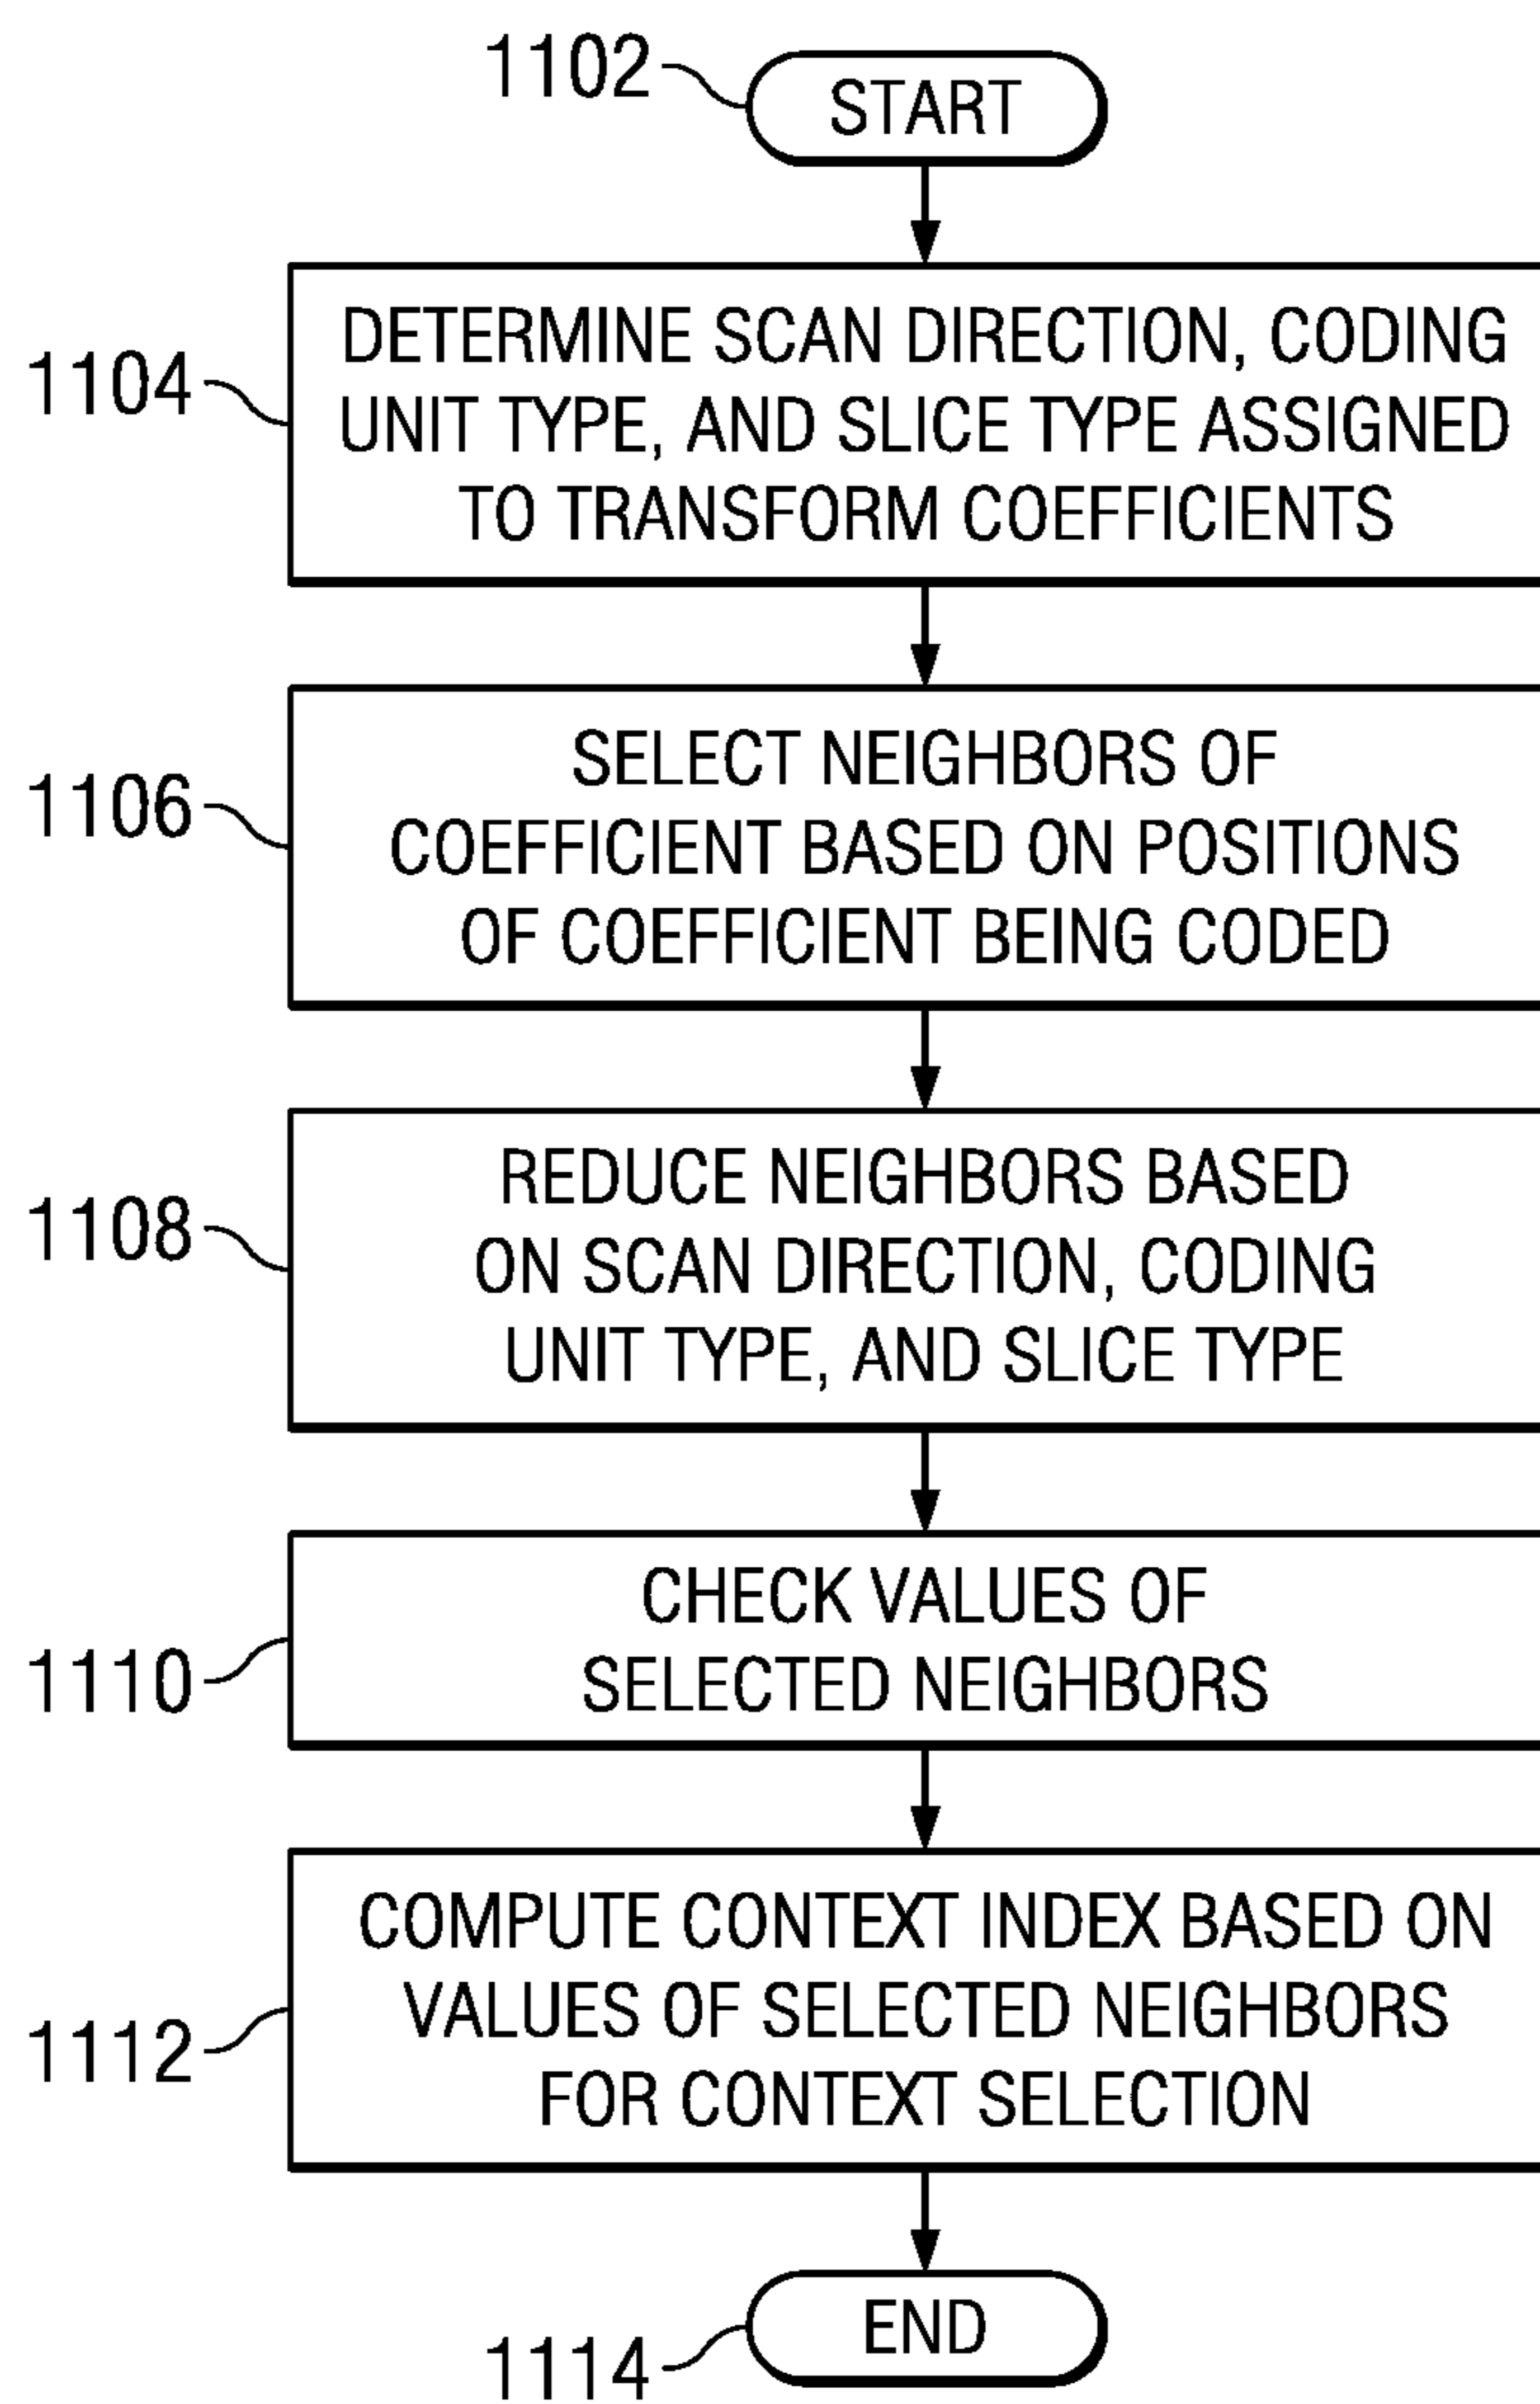 1102
START
1104
DETERMINE SCAN DIRECTION, CODING
UNIT TYPE, AND SLICE TYPE ASSIGNED
TO TRANSFORM COEFFICIENTS
1106
SELECT NEIGHBORS OF
COEFFICIENT BASED ON POSITIONS
OF COEFFICIENT BEING CODED
1108
REDUCE NEIGHBORS BASED
ON SCAN DIRECTION, CODING
UNIT TYPE, AND SLICE TYPE
1110
CHECK VALUES OF
SELECTED NEIGHBORS
1112
COMPUTE CONTEXT INDEX BASED ON
VALUES OF SELECTED NEIGHBORS
FOR CONTEXT SELECTION
1114
END